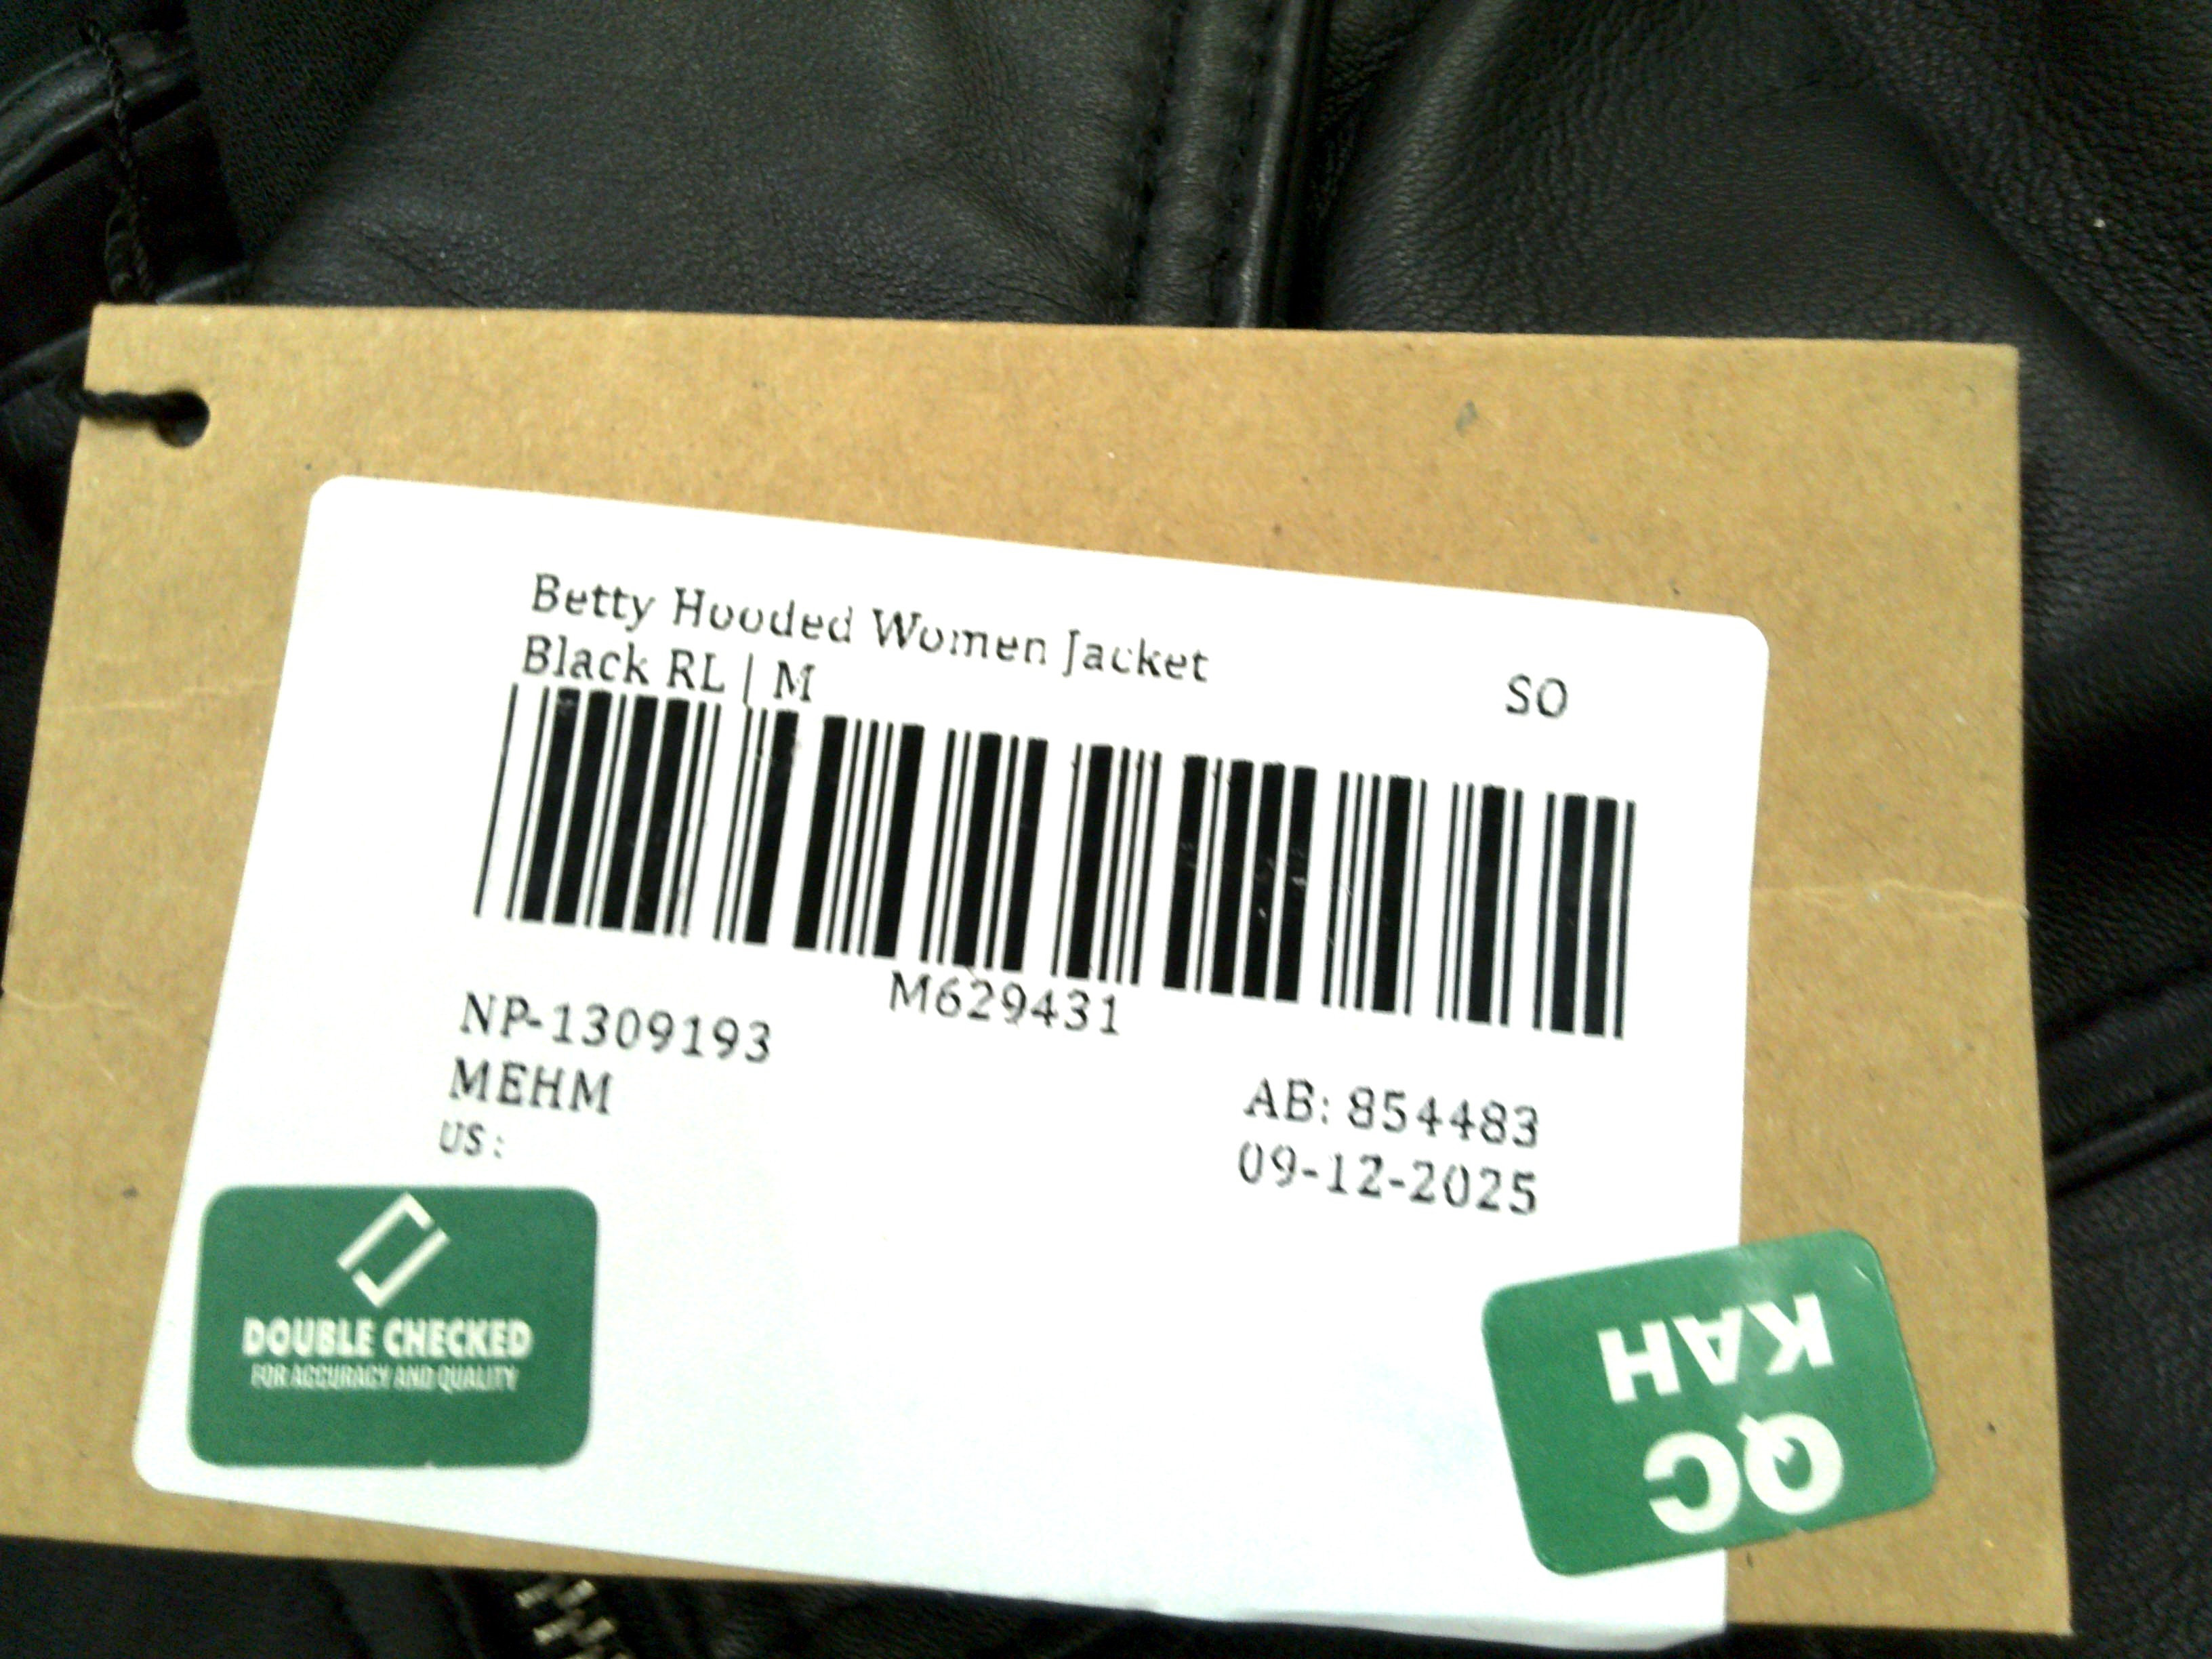 Betty Hooded Women Jacket
Black RL | M
SO
M629431
NP-1309193
MEHM
US:
AB: 854483
09-12-2025
DOUBLE CHECKED
FOR ACCURACY AND QUALITY
QC
KAH